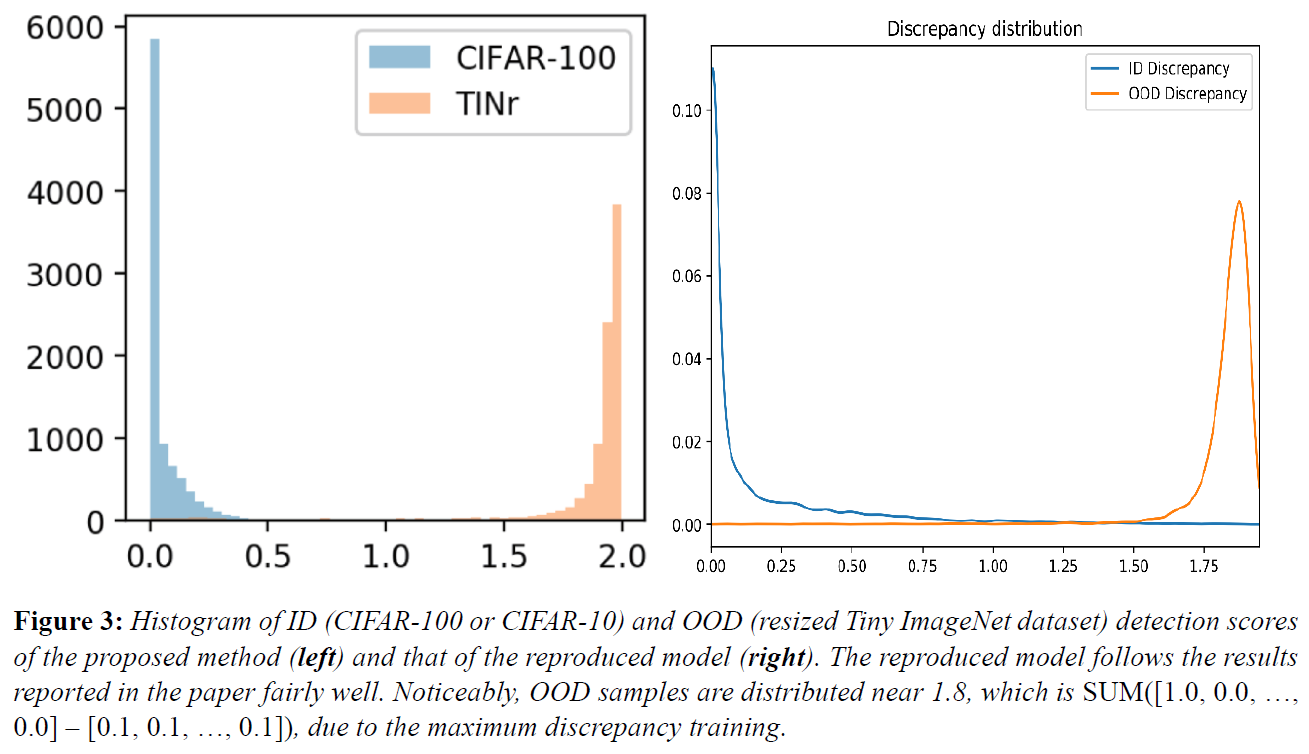 6000
5000
4000
3000
2000
1000
0
0.0 0.5 1.0 1.5 2.0
CIFAR-100
TINr
Discrepancy distribution
ID Discrepancy
OOD Discrepancy
0.10
0.08
0.06
0.04
0.02
0.00
0.00 0.25 0.50 0.75 1.00 1.25 1.50 1.75
Figure 3: Histogram of ID (CIFAR-100 or CIFAR-10) and OOD (resized Tiny ImageNet dataset) detection scores
of the proposed method (left) and that of the reproduced model (right). The reproduced model follows the results
reported in the paper fairly well. Noticeably, OOD samples are distributed near 1.8, which is SUM([1.0, 0.0, …,
0.0] – [0.1, 0.1, …, 0.1]), due to the maximum discrepancy training.